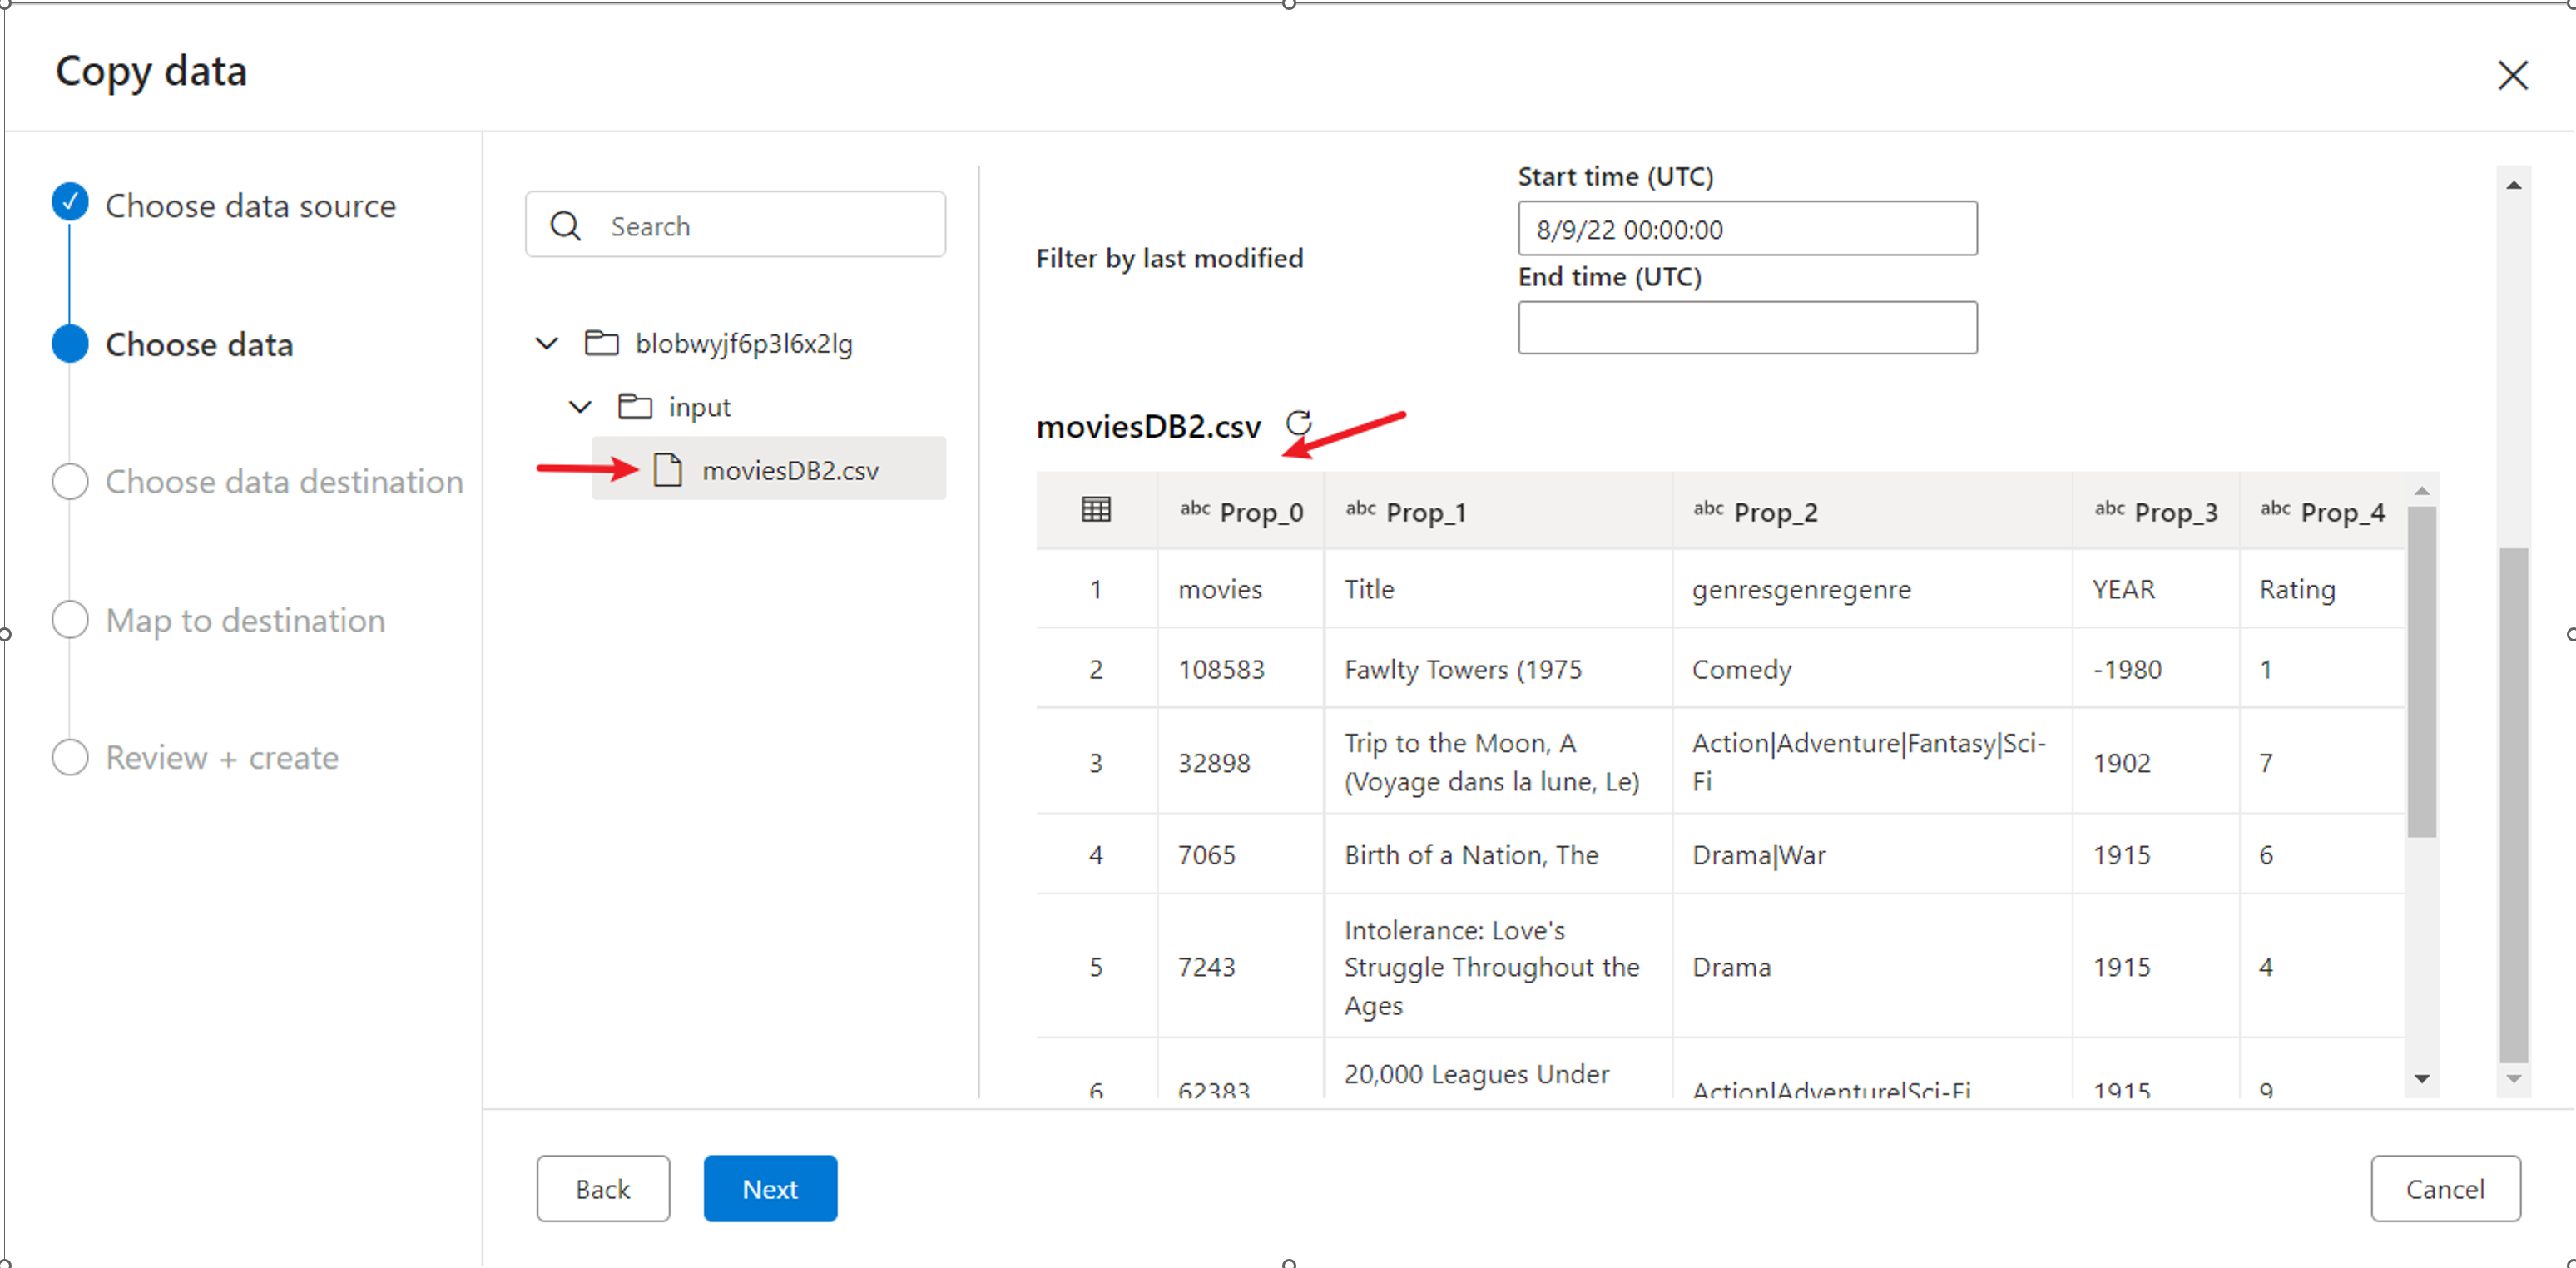 Copy data
Choose data source
Choose data
Choose data destination
Map to destination
Review + create
Search
blobwyjf6p3l6x2lg
input
moviesDB2.csv
Filter by last modified
Start time (UTC)
8/9/22 00:00:00
End time (UTC)
moviesDB2.csv
abc Prop_0 abc Prop_1 abc Prop_2 abc Prop_3 abc Prop_4
1 movies Title genresgenregenre YEAR Rating
2 108583 Fawlty Towers (1975 Comedy -1980 1
3 32898 Trip to the Moon, A
(Voyage dans la lune, Le) Action|Adventure|Fantasy|Sci-
Fi 1902 7
4 7065 Birth of a Nation, The Drama|War 1915 6
5 7243 Intolerance: Love's
Struggle Throughout the
Ages Drama 1915 4
6 62383 20,000 Leagues Under Action|Adventure|Sci-Fi 1915 9
Back Next Cancel